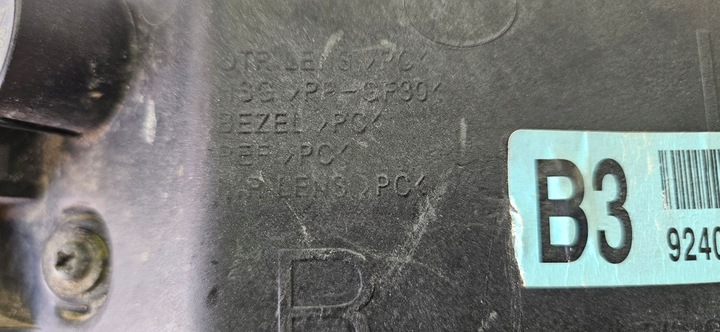 OTR LENS >PC<
HSG >PP-GF30<
BEZEL >PC<
REF >PC<
LENS >PC<
R
B3
9240